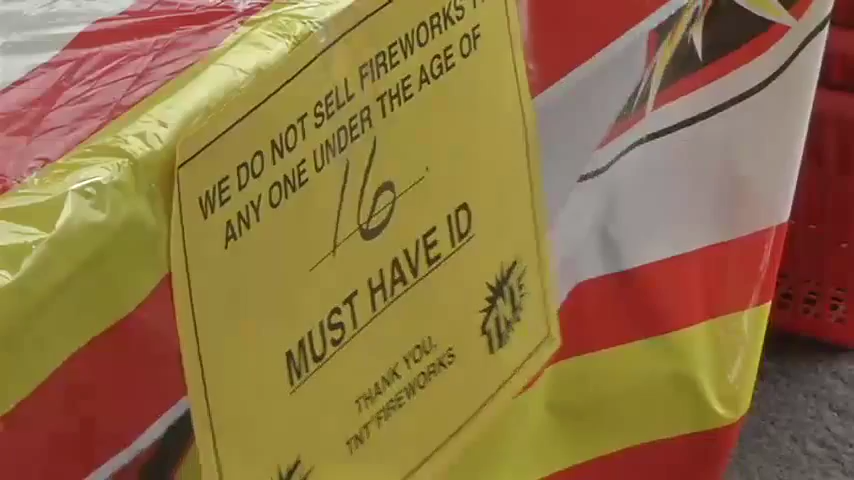 WE DO NOT SELL FIREWORKS
ANY ONE UNDER THE AGE OF
16
MUST HAVE ID
THANK YOU,
TNT FIREWORKS
TNT